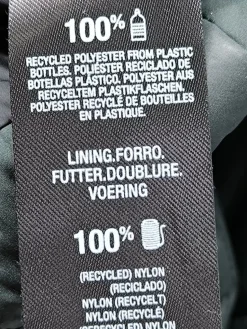 100%
RECYCLED POLYESTER FROM PLASTIC
BOTTLES. POLIÉSTER RECICLADO DE
BOTELLAS PLÁSTICO. POLYESTER AUS
RECYCELTEM PLASTIKFLASCHEN.
POLYESTER RECYCLÉ DE BOUTEILLES
EN PLASTIQUE.
LINING.FORRO.
FUTTER.DOUBLURE.
VOERING
100%
(RECYCLED) NYLON
(RECICLADO)
NYLON (RECYCELT)
NYLON (RECYCLÉ)
NYLON